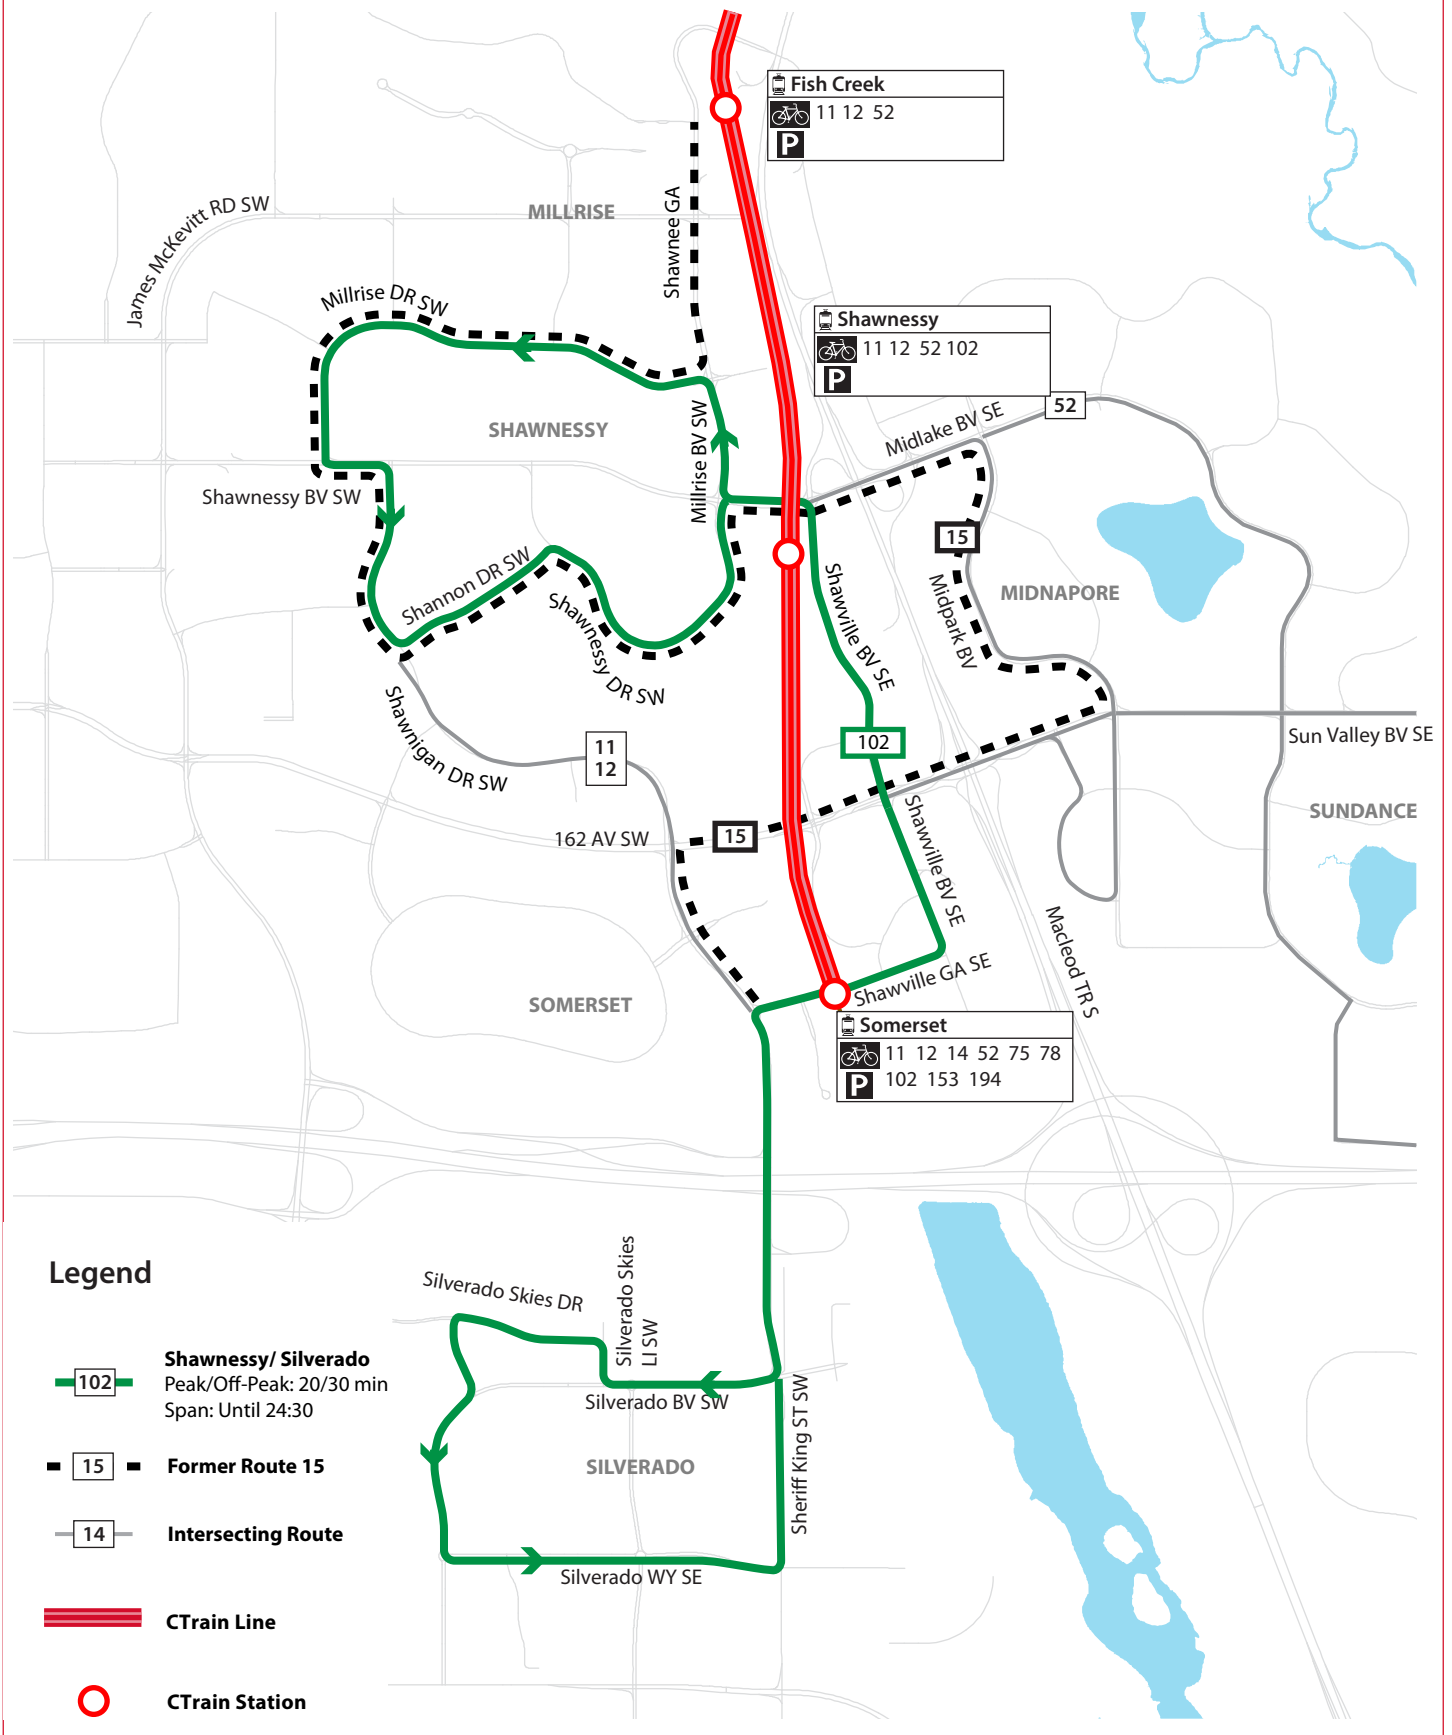 Fish Creek
11 12 52
P
James McKevitt RD SW
MILLRISE
Shawnee GA
Millrise DR SW
Shawnessy
11 12 52 102
P
52
Midlake BV SE
SHAWNESSY
Millrise BV SW
Shawnessy BV SW
15
Shannon DR SW
Shawnessy DR SW
Shawville BV SE
Midpark BV
MIDNAPORE
Shawnigan DR SW
11
12
102
Sun Valley BV SE
SUNDANCE
162 AV SW
15
Shawville BV SE
Macleod TR S
SOMERSET
Shawville GA SE
Somerset
11 12 14 52 75 78
P
102 153 194
Legend
Silverado Skies DR
Silverado Skies
LI SW
102
Shawnessy/ Silverado
Peak/Off-Peak: 20/30 min
Span: Until 24:30
Silverado BV SW
Sheriff King ST SW
15
Former Route 15
SILVERADO
14
Intersecting Route
Silverado WY SE
CTrain Line
CTrain Station